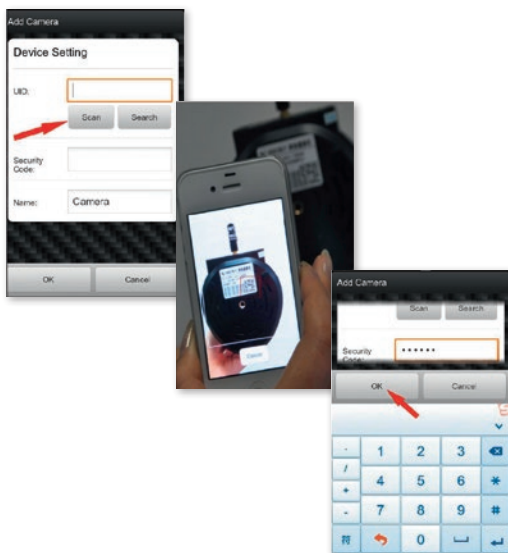 Add Camera
Device Setting
UID:
Scan Search
Security
Code:
Name: Camera
OK Cancel
Cancel
Add Camera
Scan Search
Security
Code:
••••••
OK Cancel
. 1 2 3
/ 4 5 6 *
+
- 7 8 9 #
符 0